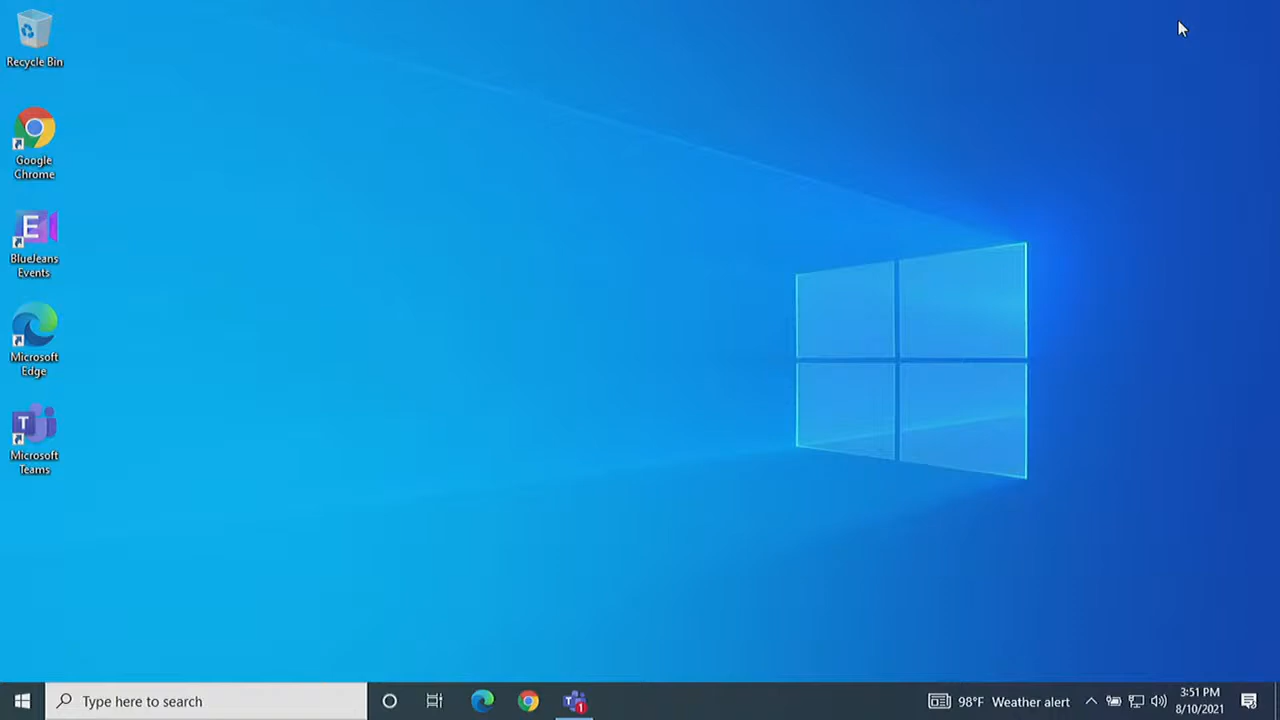 Recycle Bin
Google
Chrome
E
BlueJeans
Events
Microsoft
Edge
T
Microsoft
Teams
Type here to search
T
1
98°F Weather alert
3:51 PM
8/10/2021